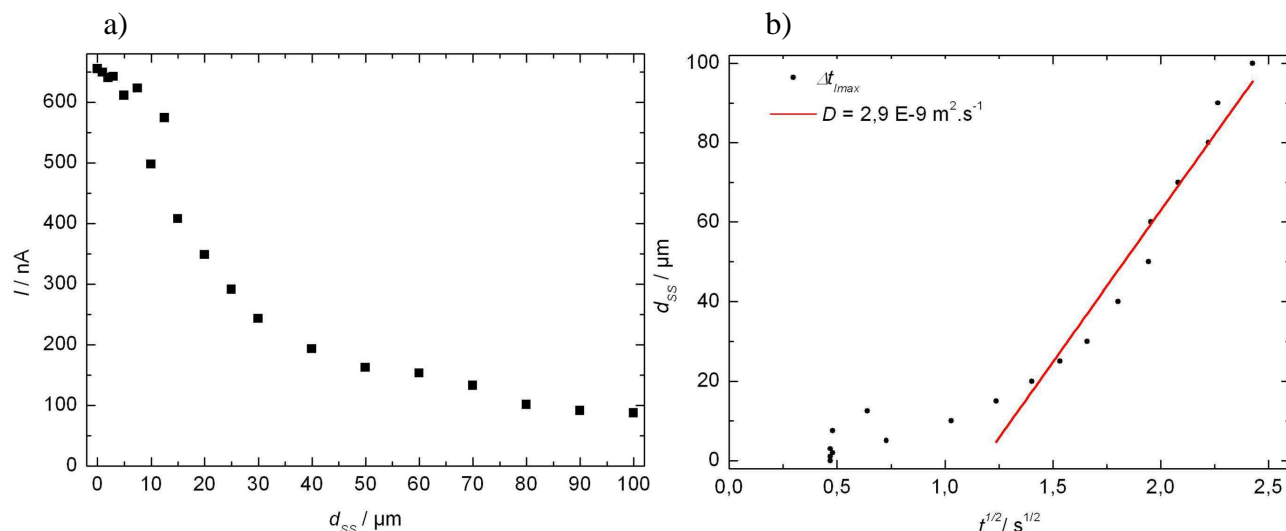 a)
600
500
400
300
200
100
0
I / nA
0 10 20 30 40 50 60 70 80 90 100
d_SS / μm
b)
100
80
60
40
20
0
d_SS / μm
Δt_Imax
D = 2,9 E-9 m².s⁻¹
0,0 0,5 1,0 1,5 2,0 2,5
t^1/2/ s^1/2